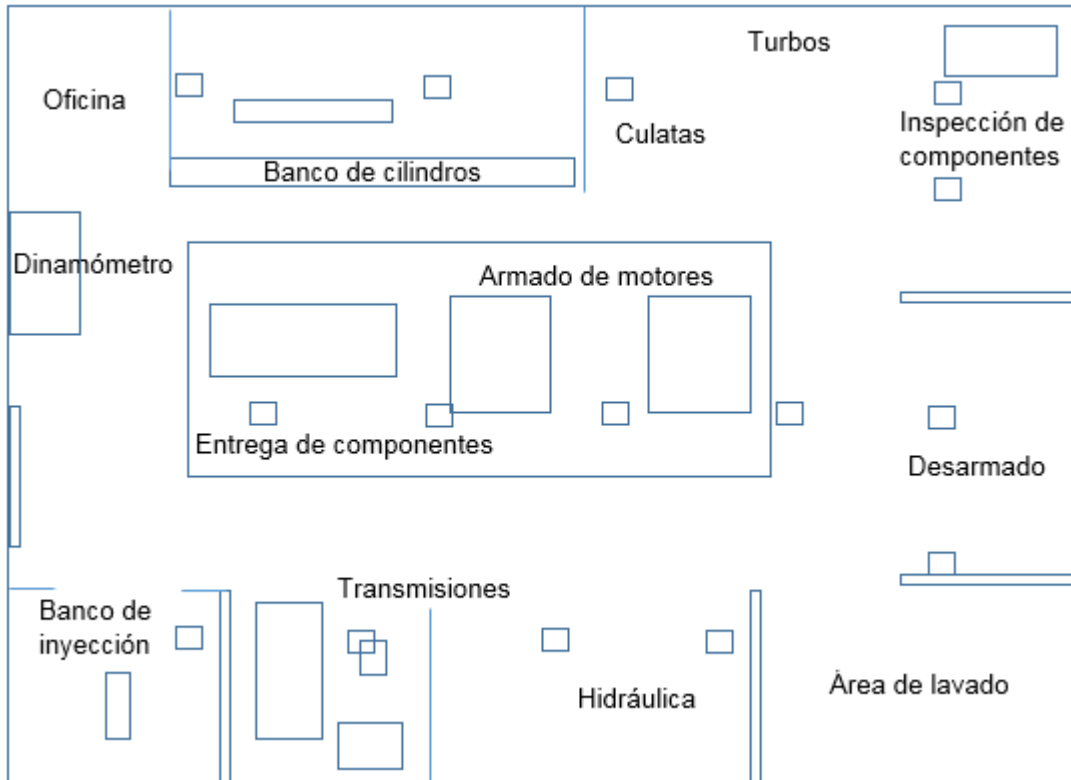 Turbos
Oficina
Culatas
Inspección de
componentes
Banco de cilindros
Dinamómetro
Armado de motores
Entrega de componentes
Desarmado
Transmisiones
Banco de
inyección
Hidráulica
Área de lavado